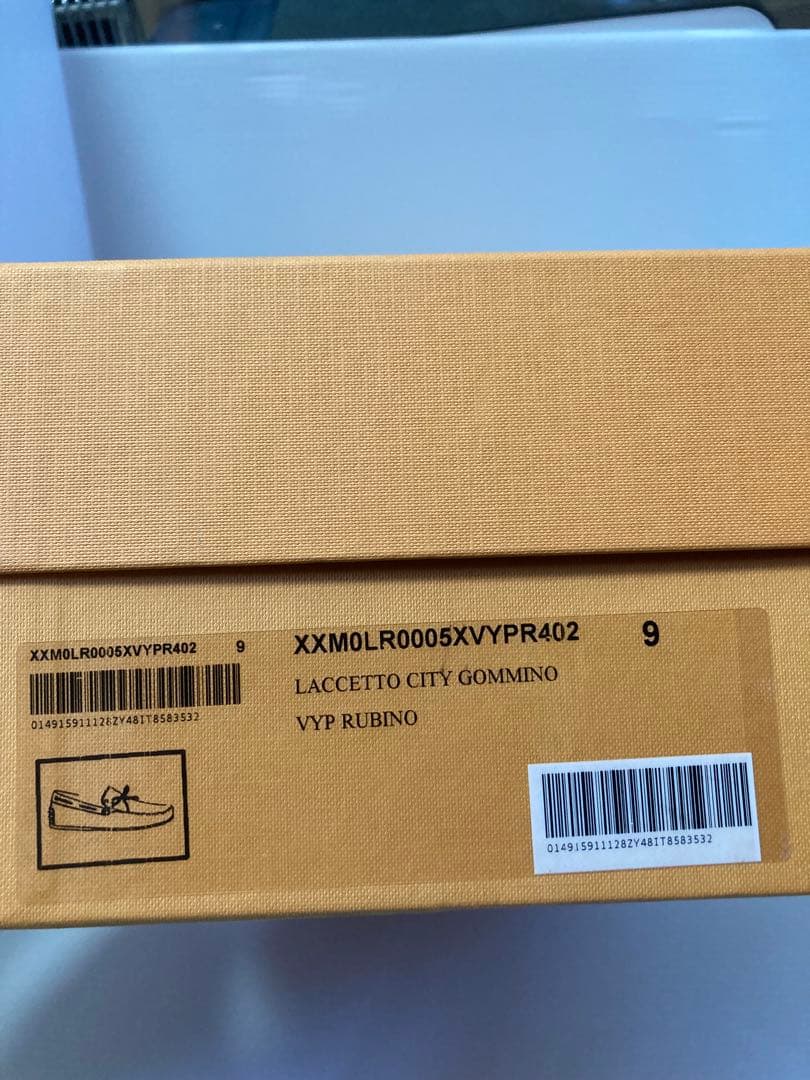 XXM0LR0005XVYPR402 9
014915911128ZY48IT8583532
XXM0LR0005XVYPR402 9
LACCETTO CITY GOMMINO
VYP RUBINO
014915911128ZY48IT8583532